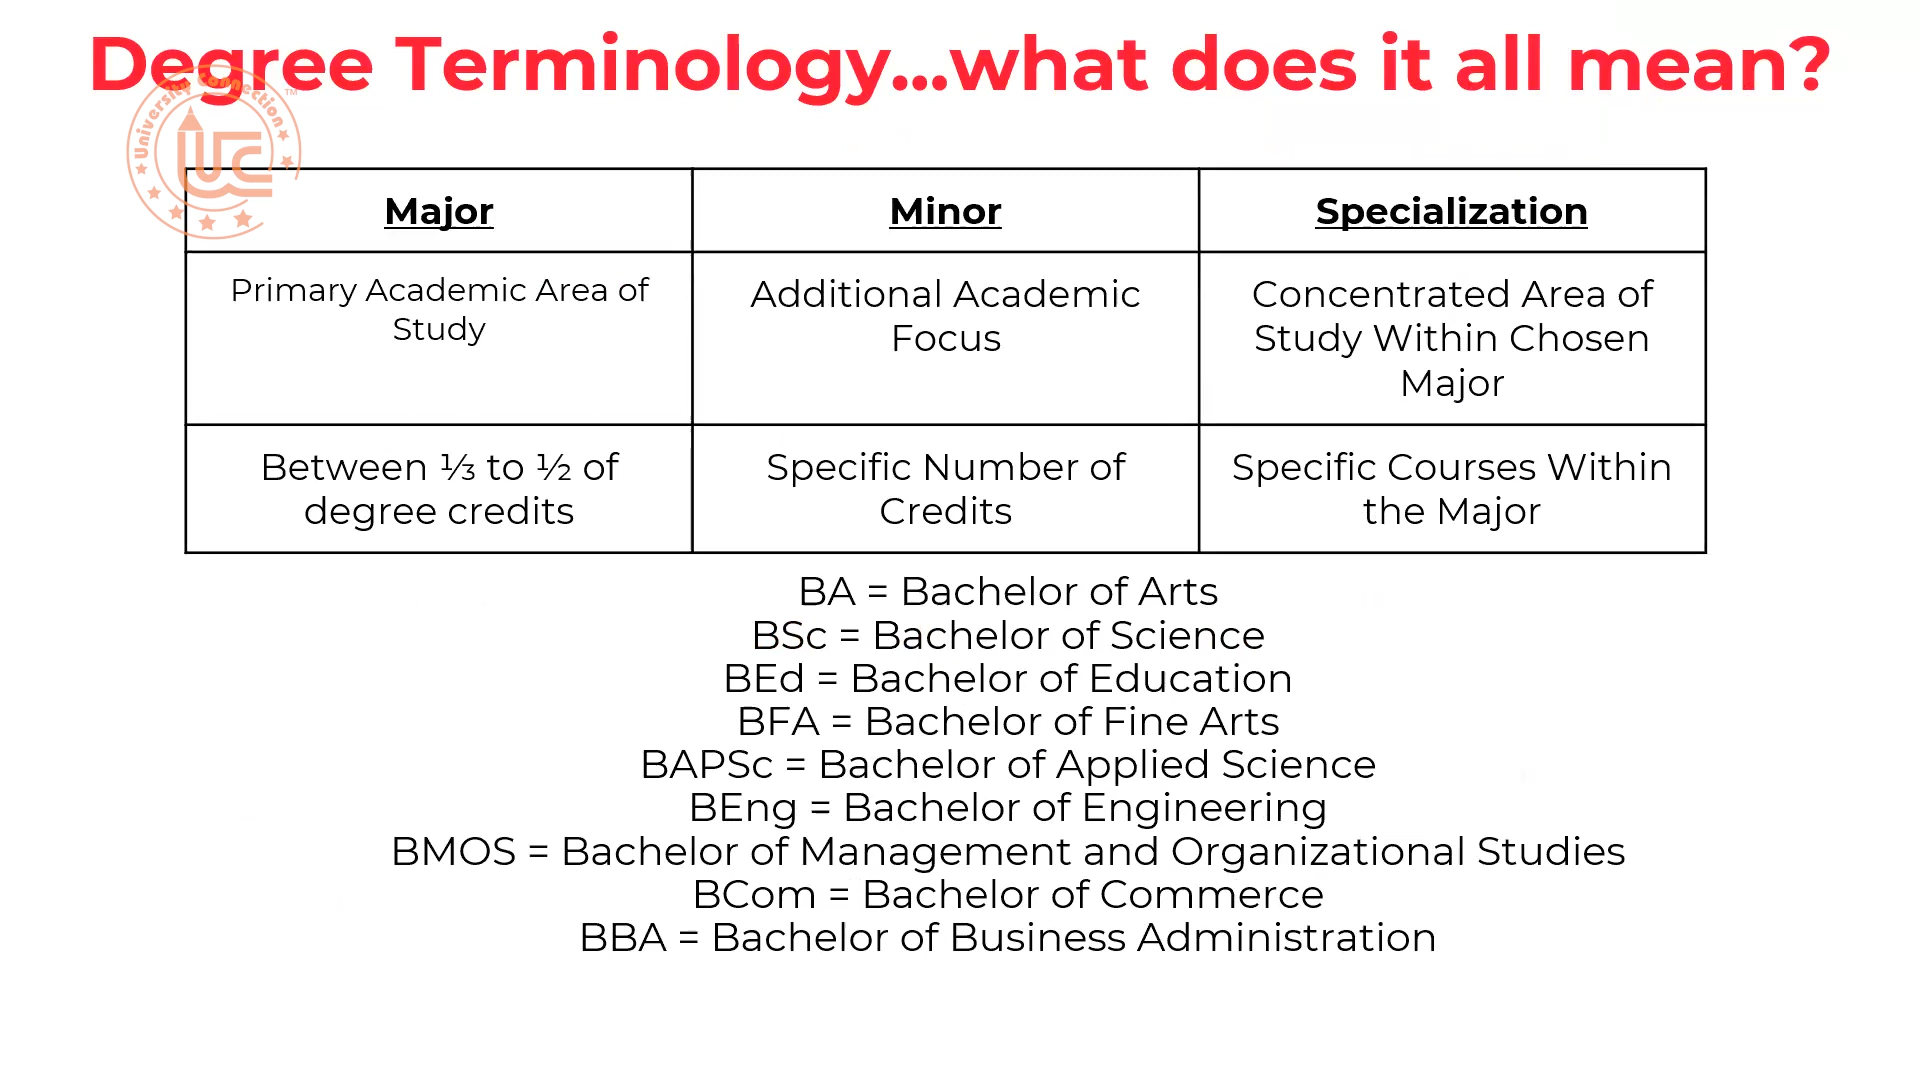 Degree Terminology...what does it all mean?
University Connection
TM
UC
Major
Minor
Specialization
Primary Academic Area of
Study
Additional Academic
Focus
Concentrated Area of
Study Within Chosen
Major
Between ⅓ to ½ of
degree credits
Specific Number of
Credits
Specific Courses Within
the Major
BA = Bachelor of Arts
BSc = Bachelor of Science
BEd = Bachelor of Education
BFA = Bachelor of Fine Arts
BAPSc = Bachelor of Applied Science
BEng = Bachelor of Engineering
BMOS = Bachelor of Management and Organizational Studies
BCom = Bachelor of Commerce
BBA = Bachelor of Business Administration